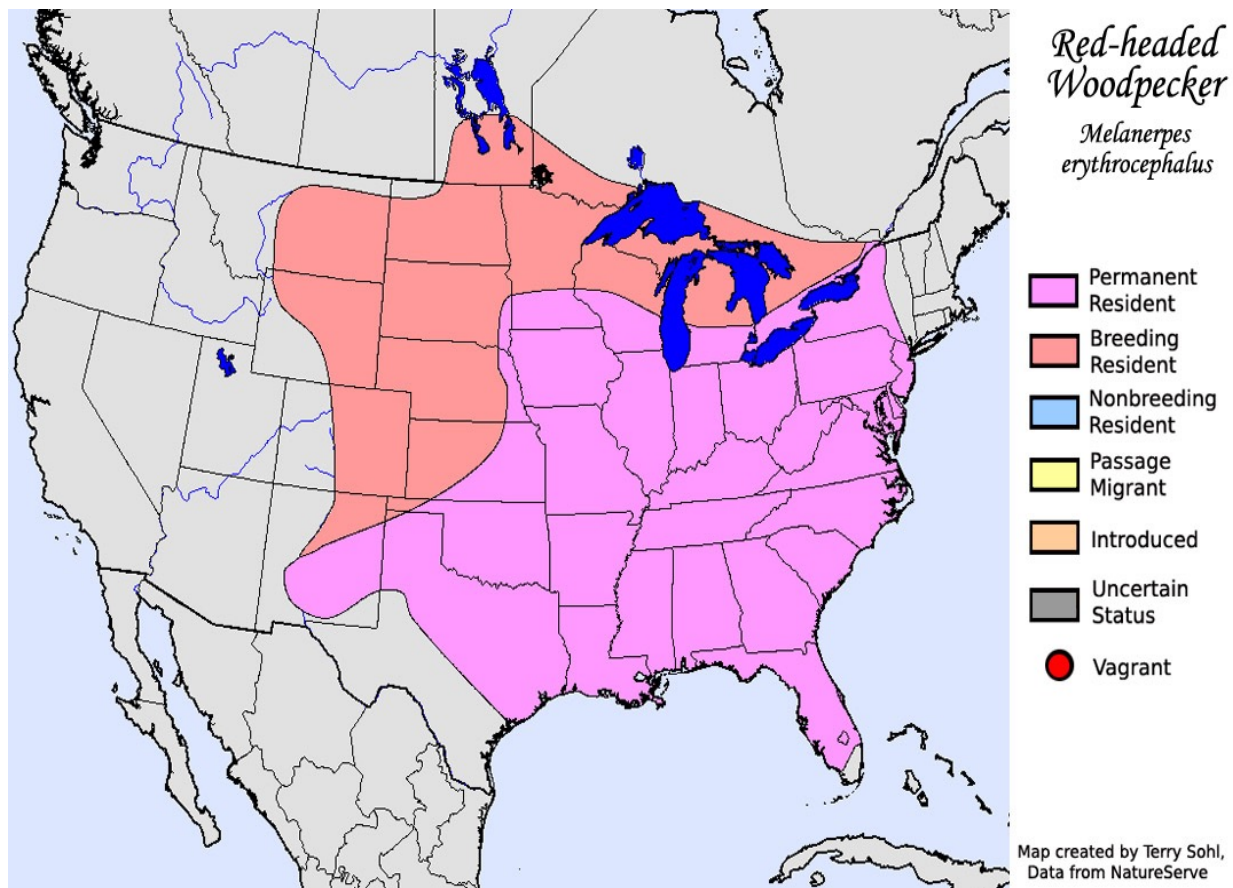 Red-headed
Woodpecker
Melanerpes
erythrocephalus
Permanent
Resident
Breeding
Resident
Nonbreeding
Resident
Passage
Migrant
Introduced
Uncertain
Status
Vagrant
Map created by Terry Sohl,
Data from NatureServe